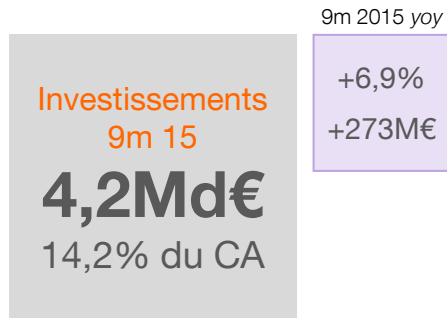 9m 2015 yoy
+6,9%
+273M€
Investissements
9m 15
4,2Md€
14,2% du CA